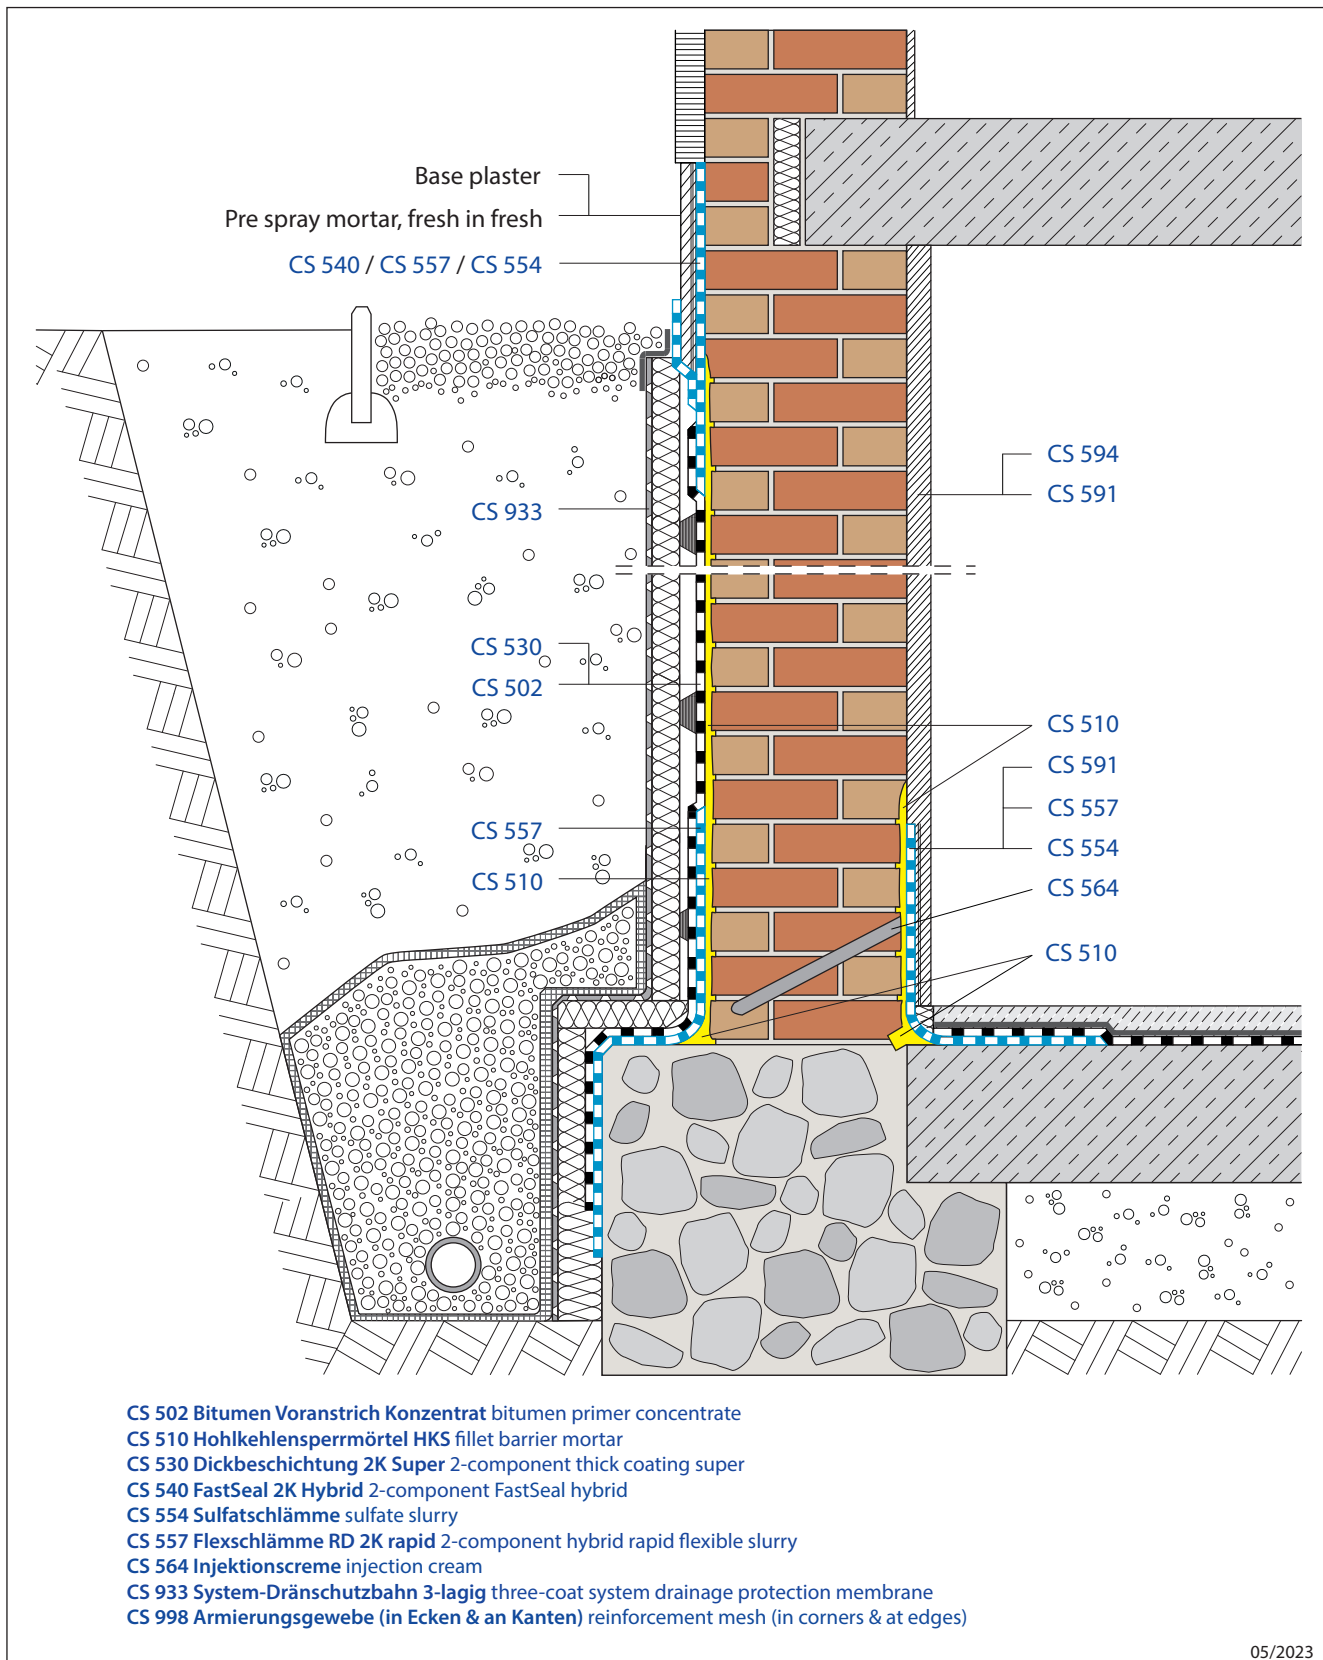 Base plaster
Pre spray mortar, fresh in fresh
CS 540 / CS 557 / CS 554
CS 594
CS 591
CS 933
CS 530
CS 502
CS 510
CS 591
CS 557
CS 554
CS 564
CS 510
CS 557
CS 510
CS 502 Bitumen Voranstrich Konzentrat bitumen primer concentrate
CS 510 Hohlkehlensperrmörtel HKS fillet barrier mortar
CS 530 Dickbeschichtung 2K Super 2-component thick coating super
CS 540 FastSeal 2K Hybrid 2-component FastSeal hybrid
CS 554 Sulfatschlämme sulfate slurry
CS 557 Flexschlämme RD 2K rapid 2-component hybrid rapid flexible slurry
CS 564 Injektionscreme injection cream
CS 933 System-Dränschutzbahn 3-lagig three-coat system drainage protection membrane
CS 998 Armierungsgewebe (in Ecken & an Kanten) reinforcement mesh (in corners & at edges)
05/2023